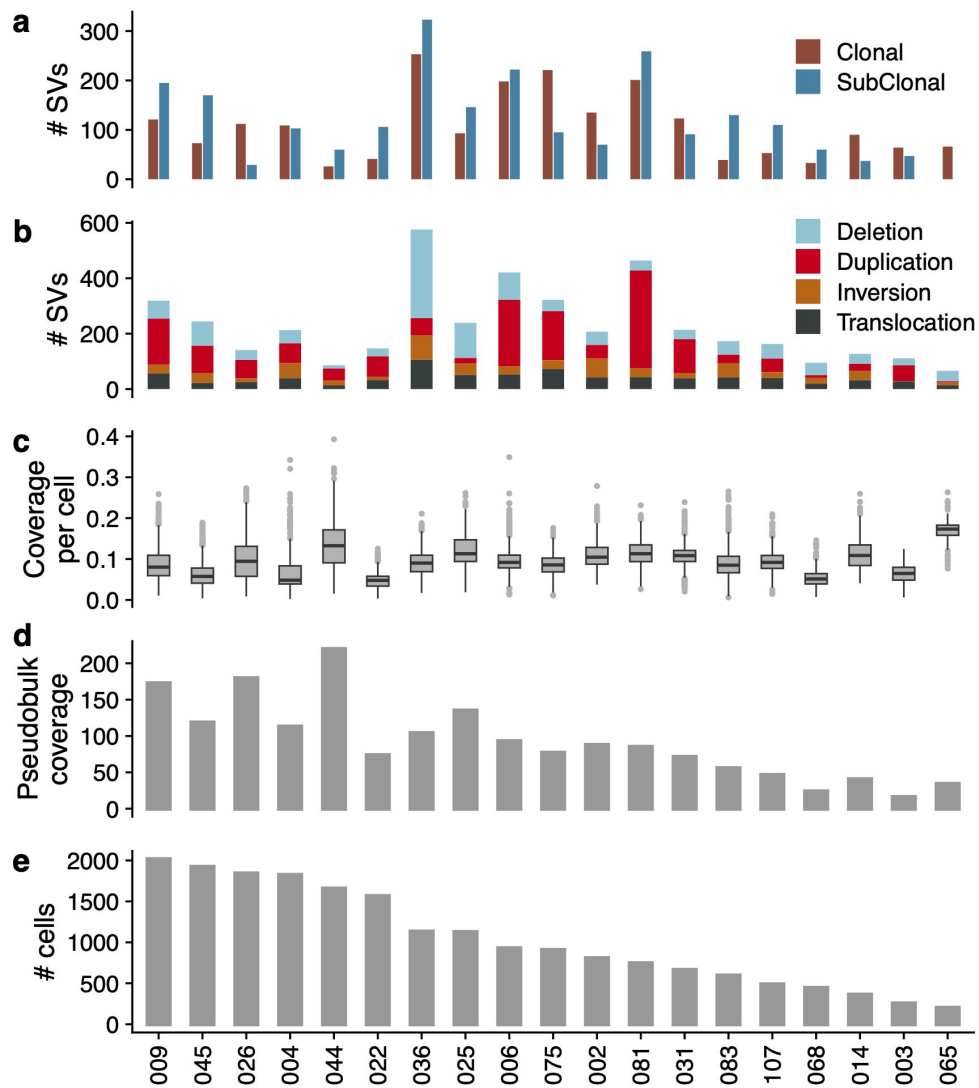 a
# SVs
300
200
100
0
Clonal
SubClonal
b
# SVs
600
400
200
0
Deletion
Duplication
Inversion
Translocation
c
Coverage
per cell
0.4
0.3
0.2
0.1
0.0
d
Pseudobulk
coverage
200
150
100
50
0
e
# cells
2000
1500
1000
500
0
009
045
026
004
044
022
036
025
006
075
002
081
031
083
107
068
014
003
065